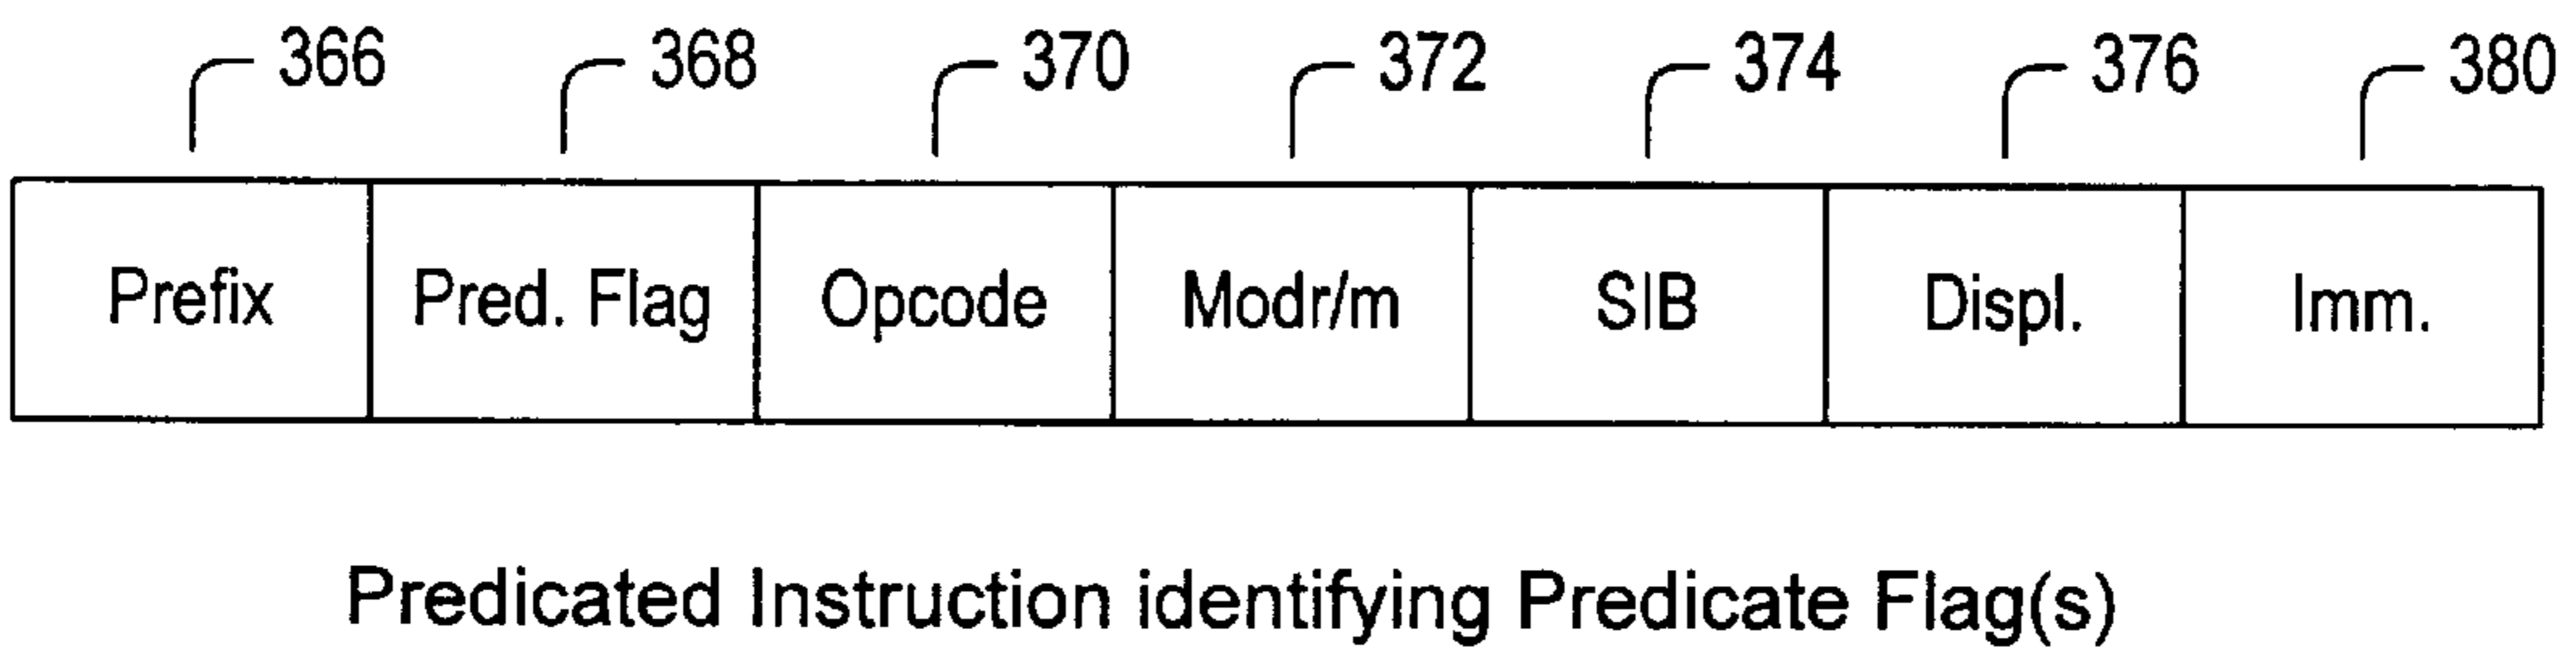 366 368 370 372 374 376 380
Prefix Pred. Flag Opcode Modr/m SIB Displ. Imm.
Predicated Instruction identifying Predicate Flag(s)